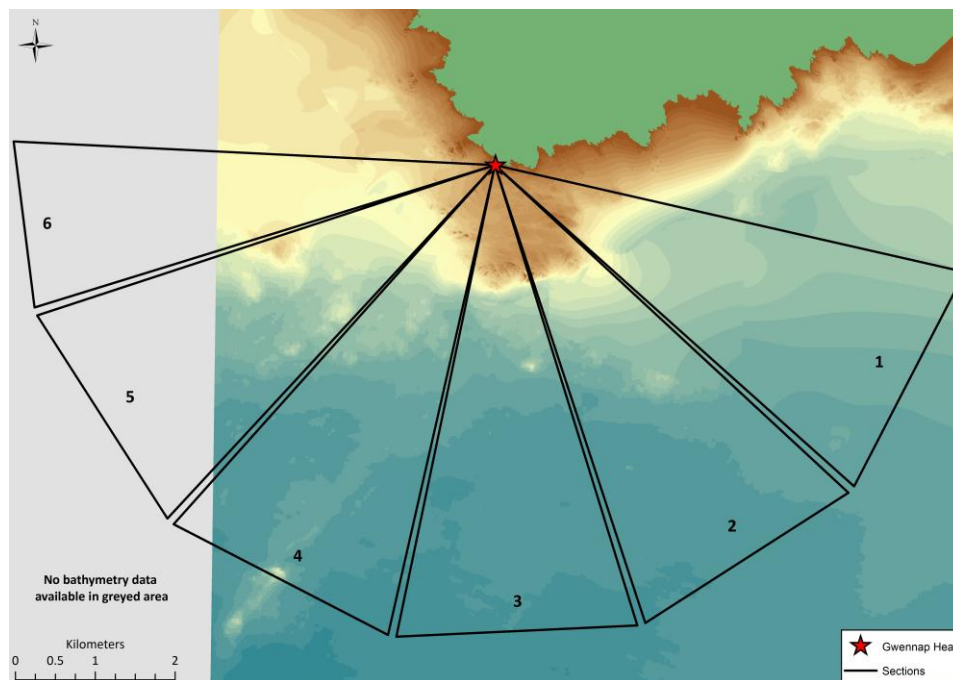 N
6
1
5
2
4
3
No bathymetry data
available in greyed area
Kilometers
0 0.5 1 2
Gwennap Hea
Sections